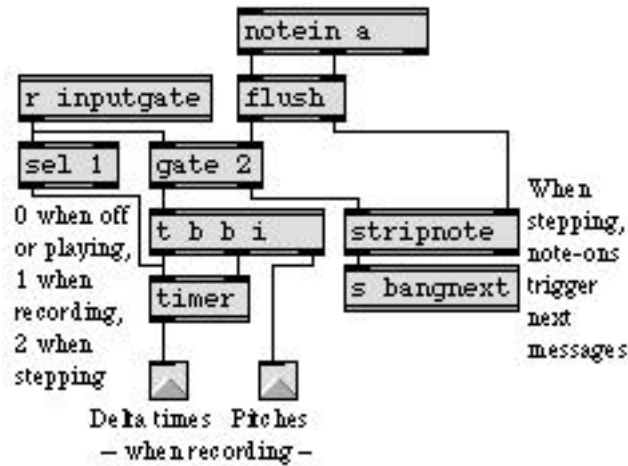 notein a
r inputgate
flush
sel 1
gate 2
t b b i
stripnote
timer
s bangnext
0 when off
or playing,
1 when
recording,
2 when
stepping
When
stepping,
note-ons
trigger
next
messages
Delta times
Pitches
– when recording –